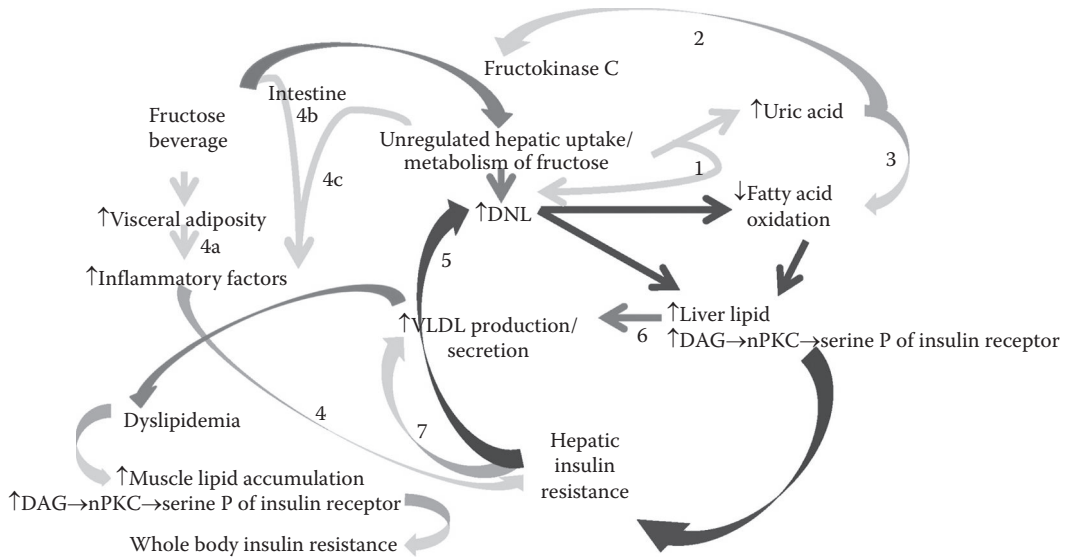 2
Fructokinase C
Intestine
4b
Fructose
beverage
↑Uric acid
Unregulated hepatic uptake/
metabolism of fructose
1
3
4c
↑Visceral adiposity
4a
↑DNL
↓Fatty acid
oxidation
↑Inflammatory factors
5
↑VLDL production/
secretion
6
↑Liver lipid
↑DAG→nPKC→serine P of insulin receptor
Dyslipidemia
4
7
Hepatic
insulin
resistance
↑Muscle lipid accumulation
↑DAG→nPKC→serine P of insulin receptor
Whole body insulin resistance